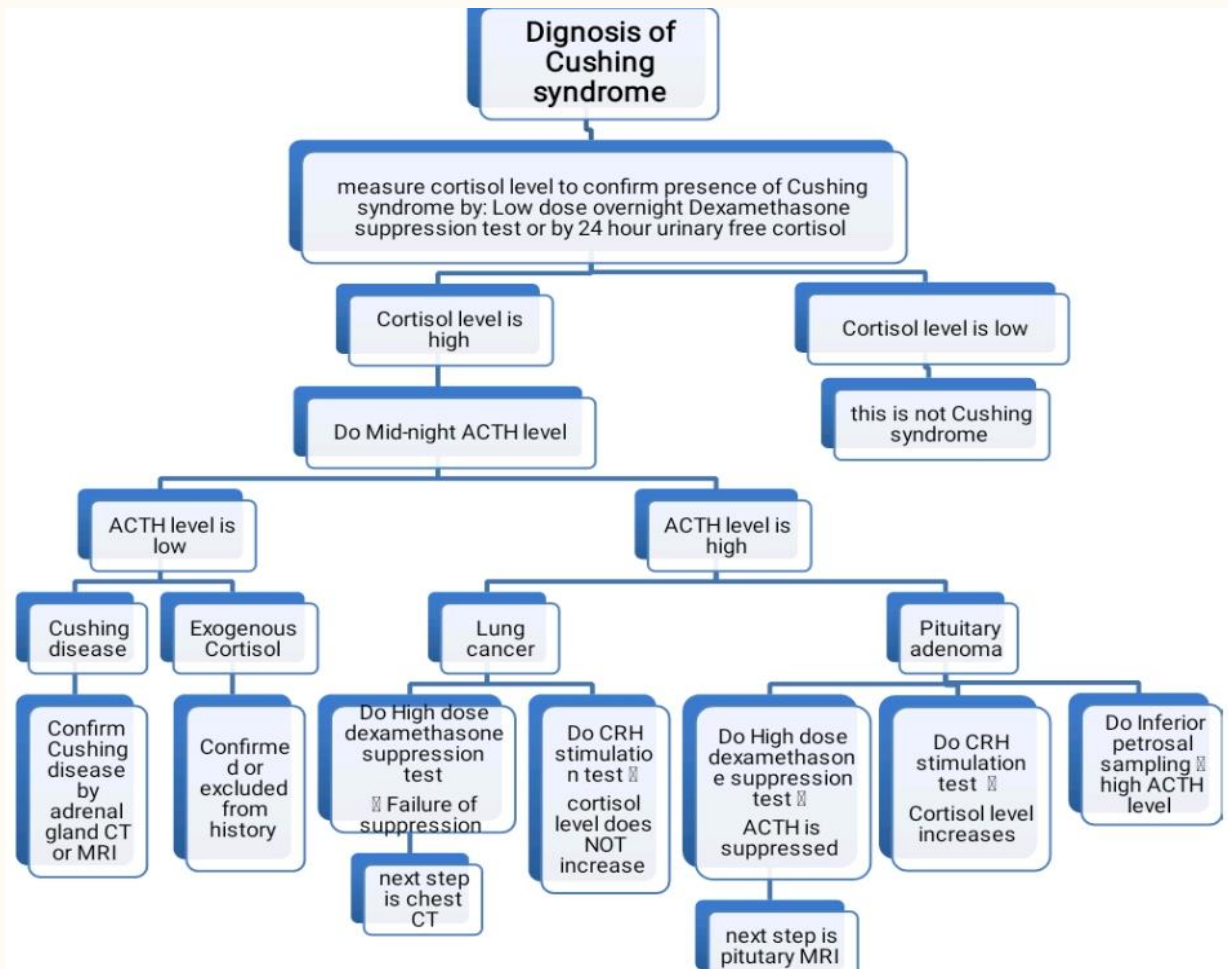 Dignosis of
Cushing
syndrome
measure cortisol level to confirm presence of Cushing
syndrome by: Low dose overnight Dexamethasone
suppression test or by 24 hour urinary free cortisol
Cortisol level is
high
Cortisol level is low
Do Mid-night ACTH level
this is not Cushing
syndrome
ACTH level is
low
ACTH level is
high
Cushing
disease
Exogenous
Cortisol
Lung
cancer
Pituitary
adenoma
Confirm
Cushing
disease
by
adrenal
gland CT
or MRI
Confirme
d or
excluded
from
history
Do High dose
dexamethasone
suppression
test
Failure of
suppression
next step
is chest
CT
Do CRH
stimulatio
n test
cortisol
level does
NOT
increase
Do High dose
dexamethason
e suppression
test
ACTH is
suppressed
next step is
pitutary MRI
Do CRH
stimulation
test
Cortisol level
increases
Do Inferior
petrosal
sampling
high ACTH
level